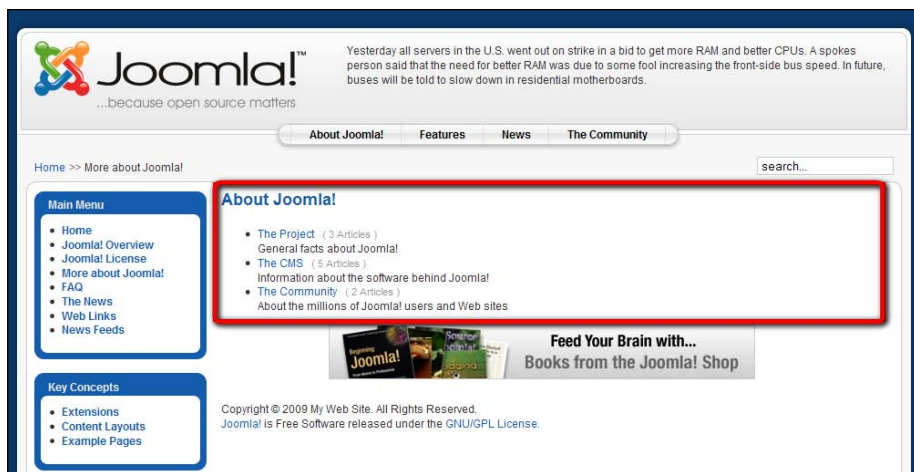 Joomla!™
...because open source matters
Yesterday all servers in the U.S. went out on strike in a bid to get more RAM and better CPUs. A spokes
person said that the need for better RAM was due to some fool increasing the front-side bus speed. In future,
buses will be told to slow down in residential motherboards.
About Joomla! Features News The Community
Home >> More about Joomla!
search...
Main Menu
Home
Joomla! Overview
Joomla! License
More about Joomla!
FAQ
The News
Web Links
News Feeds
Key Concepts
Extensions
Content Layouts
Example Pages
About Joomla!
The Project ( 3 Articles )
General facts about Joomla!
The CMS ( 5 Articles )
Information about the software behind Joomla!
The Community ( 2 Articles )
About the millions of Joomla! users and Web sites
Beginning
Joomla!
Feed Your Brain with...
Books from the Joomla! Shop
Copyright © 2009 My Web Site. All Rights Reserved.
Joomla! is Free Software released under the GNU/GPL License.